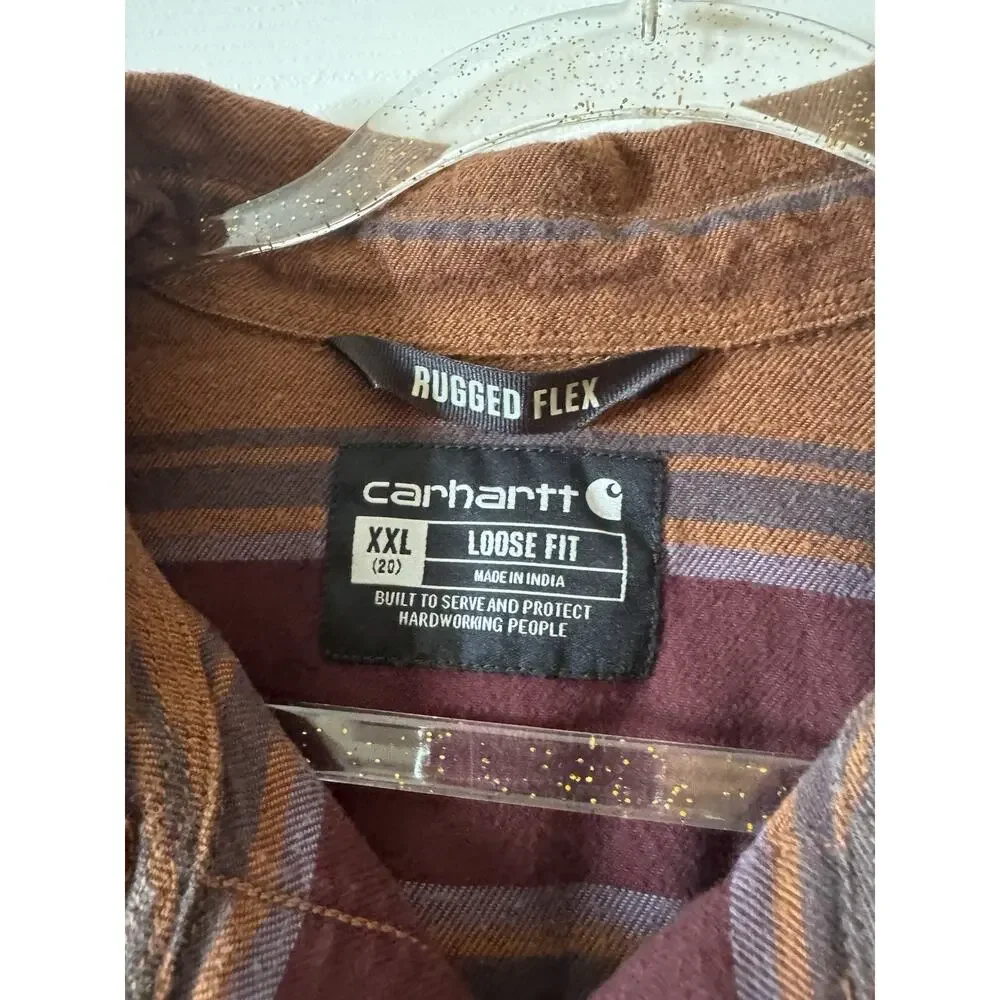 RUGGED FLEX
carhartt
XXL
(20)
LOOSE FIT
MADE IN INDIA
BUILT TO SERVE AND PROTECT
HARDWORKING PEOPLE